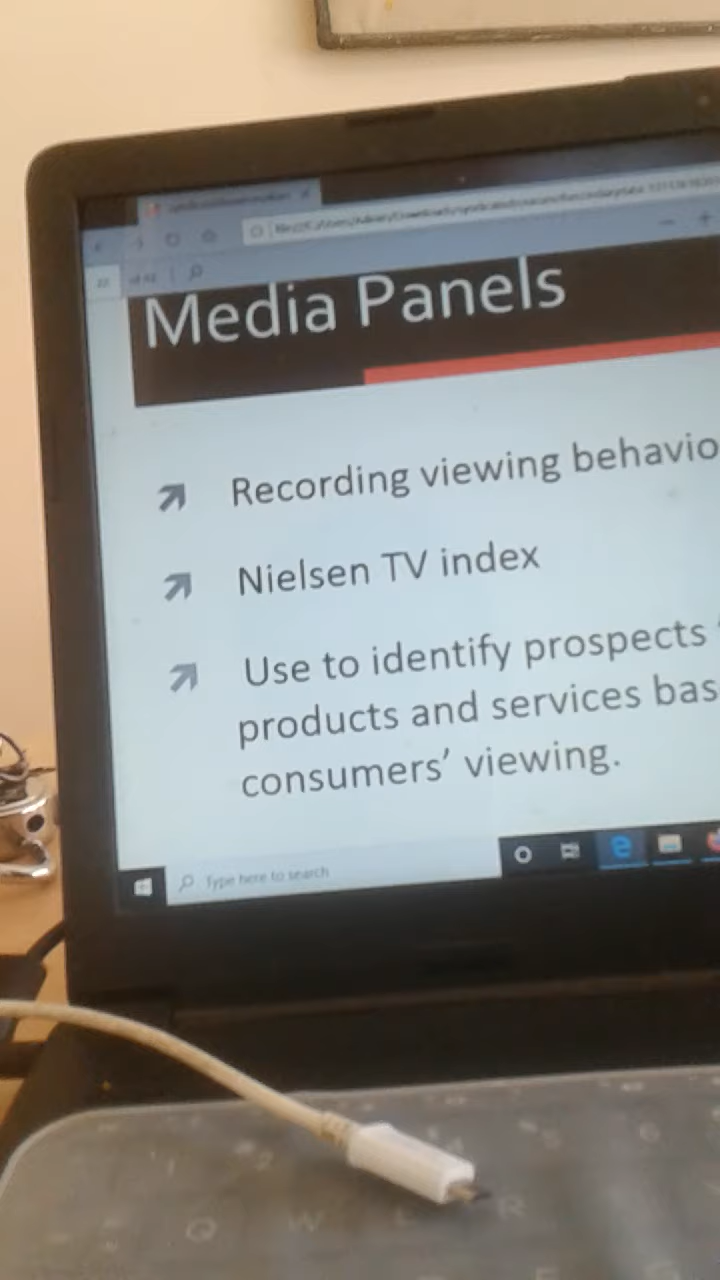 Media Panels
Recording viewing behavio
Nielsen TV index
Use to identify prospects
products and services bas
consumers’ viewing.
Type here to search
Q W R